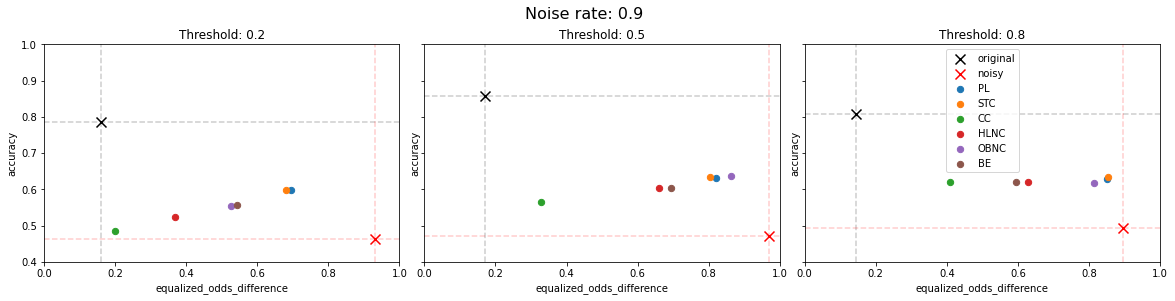 Noise rate: 0.9
Threshold: 0.2
1.0
0.9
0.8
0.7
0.6
0.5
0.4
accuracy
0.0 0.2 0.4 0.6 0.8 1.0
equalized_odds_difference
Threshold: 0.5
accuracy
0.0 0.2 0.4 0.6 0.8 1.0
equalized_odds_difference
Threshold: 0.8
original
noisy
PL
STC
CC
HLNC
OBNC
BE
accuracy
0.0 0.2 0.4 0.6 0.8 1.0
equalized_odds_difference